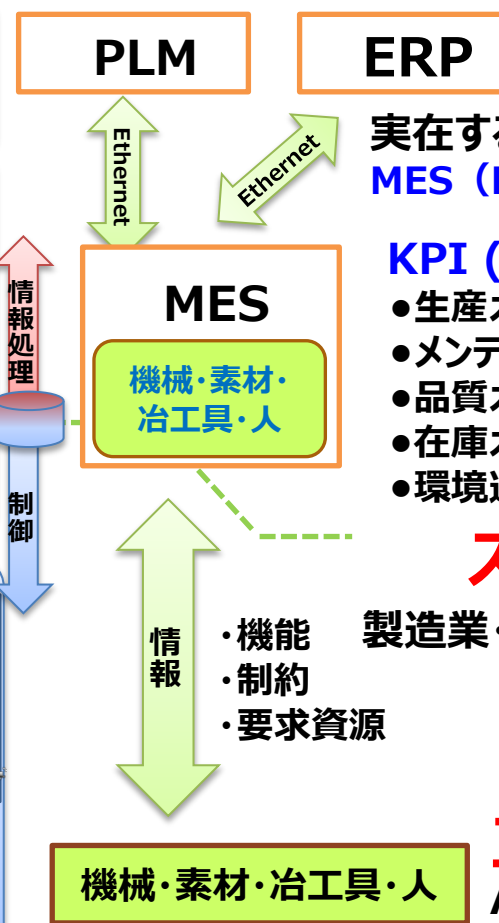 PLM
ERP
Ethernet
Ethernet
実在す
MES（
KPI (
情報処理
MES
●生産
機械・素材・
冶工具・人
●メンテ
●品質
●在庫
●環境
制御
製造業・
情報
・機能
・制約
・要求資源
機械・素材・冶工具・人